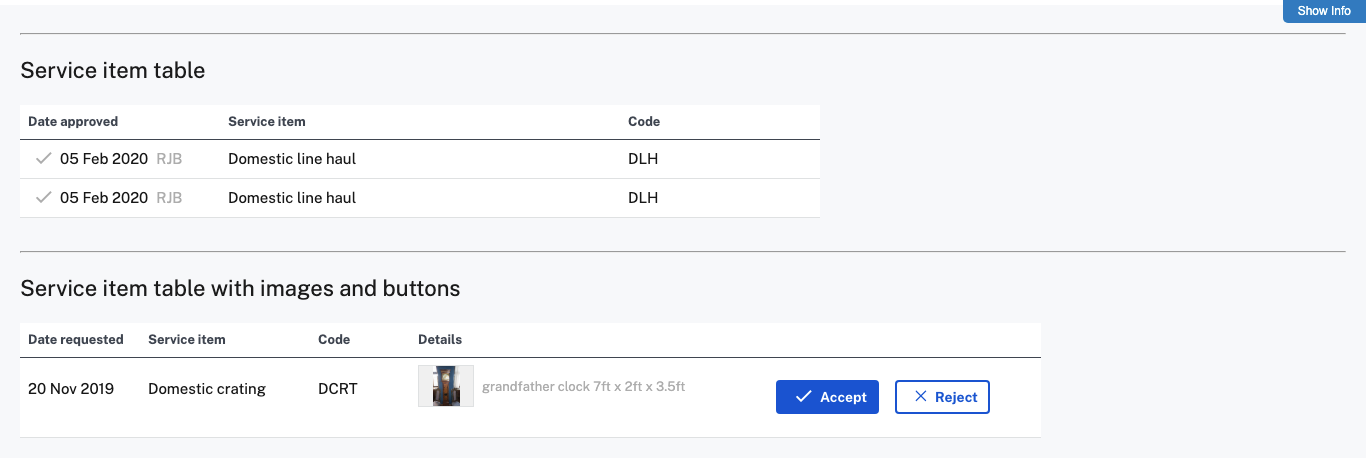 Show Info
Service item table
Date approved Service item Code
05 Feb 2020 RJB Domestic line haul DLH
05 Feb 2020 RJB Domestic line haul DLH
Service item table with images and buttons
Date requested Service item Code Details
20 Nov 2019 Domestic crating DCRT grandfather clock 7ft x 2ft x 3.5ft Accept Reject